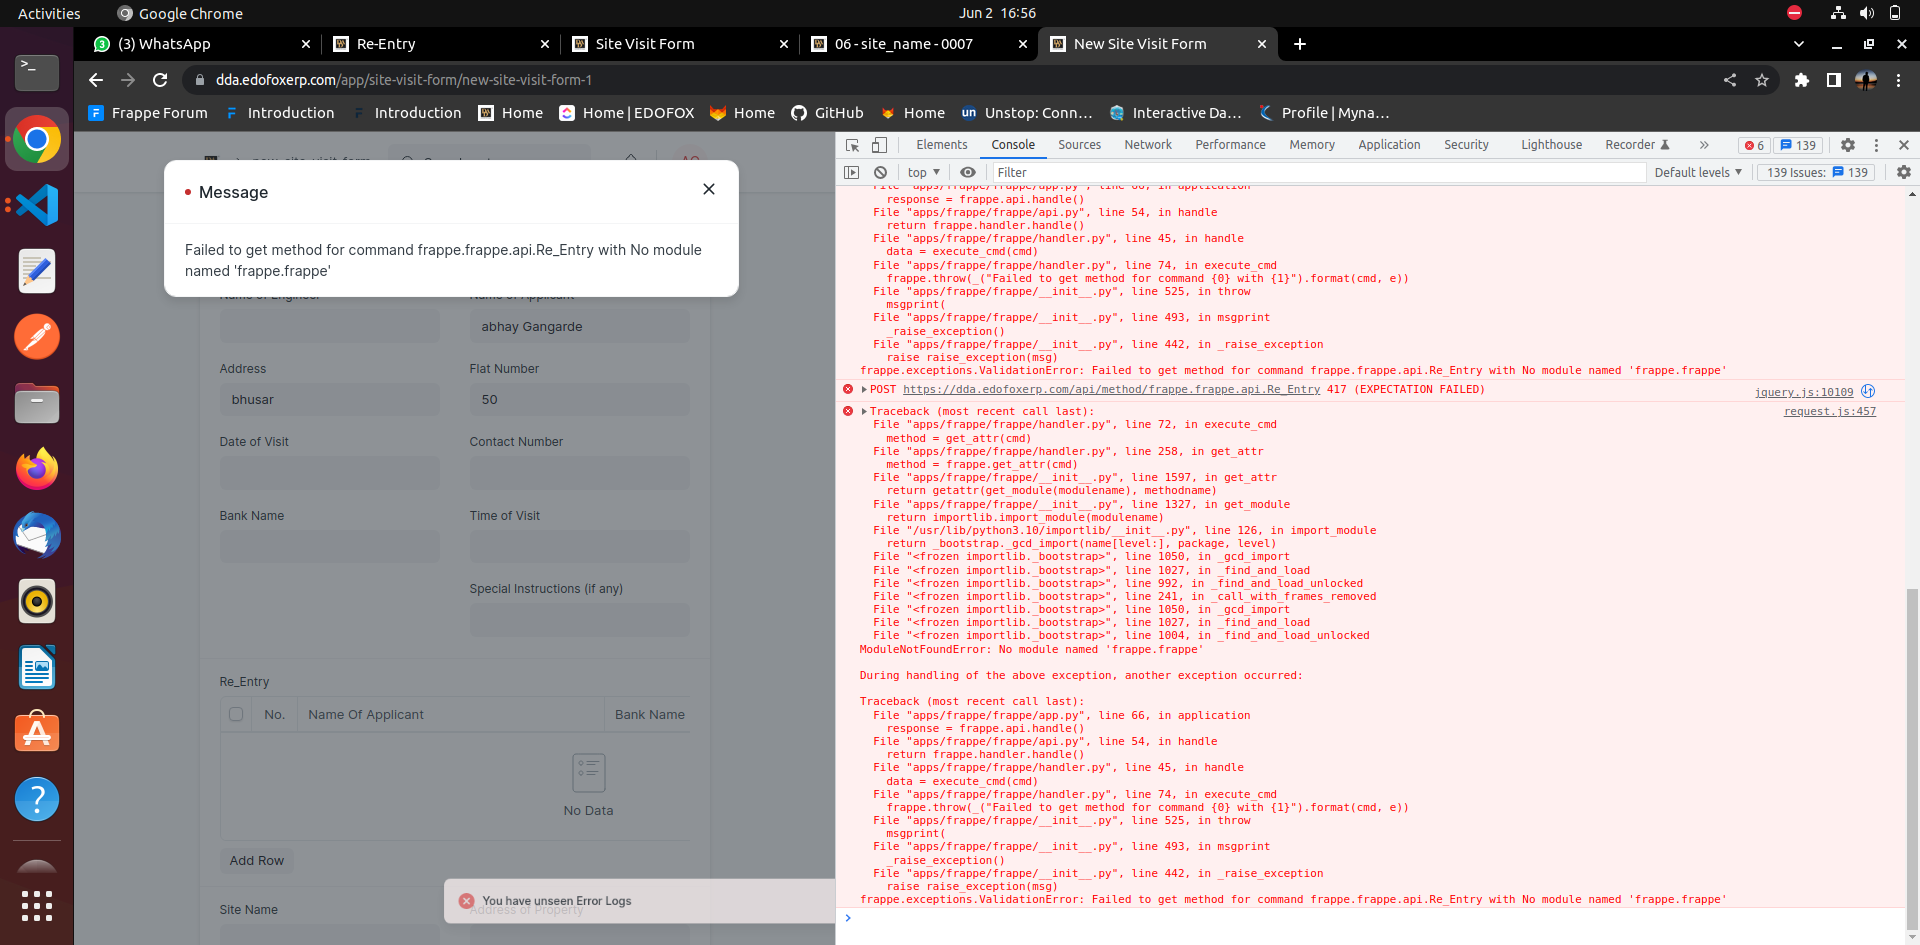 Activities
Google Chrome
Jun 2 16:56
(3) WhatsApp
Re-Entry
Site Visit Form
06 - site_name - 0007
New Site Visit Form
dda.edofoxerp.com/app/site-visit-form/new-site-visit-form-1
Frappe Forum
Introduction
Introduction
Home
Home | EDOFOX
Home
GitHub
Home
Unstop: Conn...
Interactive Da...
Profile | Myna...
Message
Failed to get method for command frappe.frappe.api.Re_Entry with No module
named 'frappe.frappe'
Name of Engineer
Name of Applicant
abhay Gangarde
Address
Flat Number
bhusar
50
Date of Visit
Contact Number
Bank Name
Time of Visit
Special Instructions (if any)
Re_Entry
No.
Name Of Applicant
Bank Name
No Data
Add Row
You have unseen Error Logs
Site Name
Address of Property
Elements
Console
Sources
Network
Performance
Memory
Application
Security
Lighthouse
Recorder
6
139
top
Filter
Default levels
139 Issues:
139
File "apps/frappe/frappe/app.py", line 66, in application
response = frappe.api.handle()
File "apps/frappe/frappe/api.py", line 54, in handle
return frappe.handler.handle()
File "apps/frappe/frappe/handler.py", line 45, in handle
data = execute_cmd(cmd)
File "apps/frappe/frappe/handler.py", line 74, in execute_cmd
frappe.throw(_("Failed to get method for command {0} with {1}").format(cmd, e))
File "apps/frappe/frappe/__init__.py", line 525, in throw
msgprint(
File "apps/frappe/frappe/__init__.py", line 493, in msgprint
_raise_exception()
File "apps/frappe/frappe/__init__.py", line 442, in _raise_exception
raise raise_exception(msg)
frappe.exceptions.ValidationError: Failed to get method for command frappe.frappe.api.Re_Entry with No module named 'frappe.frappe'
POST https://dda.edofoxerp.com/api/method/frappe.frappe.api.Re_Entry 417 (EXPECTATION FAILED)
jquery.js:10109
Traceback (most recent call last):
request.js:457
File "apps/frappe/frappe/handler.py", line 72, in execute_cmd
method = get_attr(cmd)
File "apps/frappe/frappe/handler.py", line 258, in get_attr
method = frappe.get_attr(cmd)
File "apps/frappe/frappe/__init__.py", line 1597, in get_attr
return getattr(get_module(modulename), methodname)
File "apps/frappe/frappe/__init__.py", line 1327, in get_module
return importlib.import_module(modulename)
File "/usr/lib/python3.10/importlib/__init__.py", line 126, in import_module
return _bootstrap._gcd_import(name[level:], package, level)
File "<frozen importlib._bootstrap>", line 1050, in _gcd_import
File "<frozen importlib._bootstrap>", line 1027, in _find_and_load
File "<frozen importlib._bootstrap>", line 992, in _find_and_load_unlocked
File "<frozen importlib._bootstrap>", line 241, in _call_with_frames_removed
File "<frozen importlib._bootstrap>", line 1050, in _gcd_import
File "<frozen importlib._bootstrap>", line 1027, in _find_and_load
File "<frozen importlib._bootstrap>", line 1004, in _find_and_load_unlocked
ModuleNotFoundError: No module named 'frappe.frappe'
During handling of the above exception, another exception occurred:
Traceback (most recent call last):
File "apps/frappe/frappe/app.py", line 66, in application
response = frappe.api.handle()
File "apps/frappe/frappe/api.py", line 54, in handle
return frappe.handler.handle()
File "apps/frappe/frappe/handler.py", line 45, in handle
data = execute_cmd(cmd)
File "apps/frappe/frappe/handler.py", line 74, in execute_cmd
frappe.throw(_("Failed to get method for command {0} with {1}").format(cmd, e))
File "apps/frappe/frappe/__init__.py", line 525, in throw
msgprint(
File "apps/frappe/frappe/__init__.py", line 493, in msgprint
_raise_exception()
File "apps/frappe/frappe/__init__.py", line 442, in _raise_exception
raise raise_exception(msg)
frappe.exceptions.ValidationError: Failed to get method for command frappe.frappe.api.Re_Entry with No module named 'frappe.frappe'